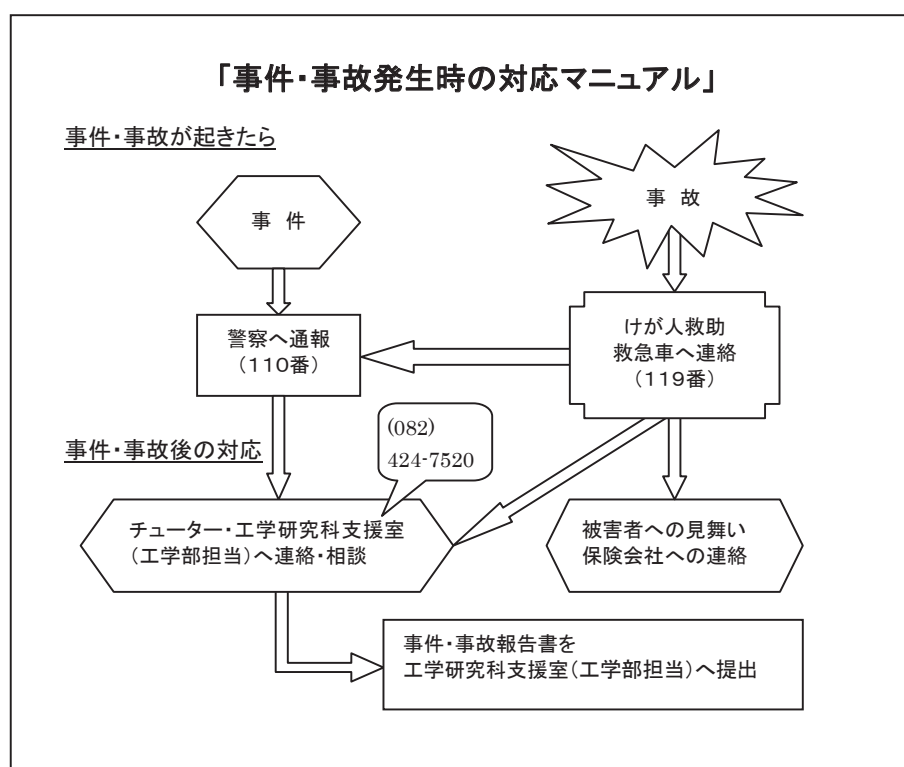 「事件・事故発生時の対応マニュアル」
事件・事故が起きたら
事 件
事 故
警察へ通報
（110番）
けが人救助
救急車へ連絡
（119番）
事件・事故後の対応
(082)
424-7520
チューター・工学研究科支援室
（工学部担当）へ連絡・相談
被害者への見舞い
保険会社への連絡
事件・事故報告書を
工学研究科支援室（工学部担当）へ提出